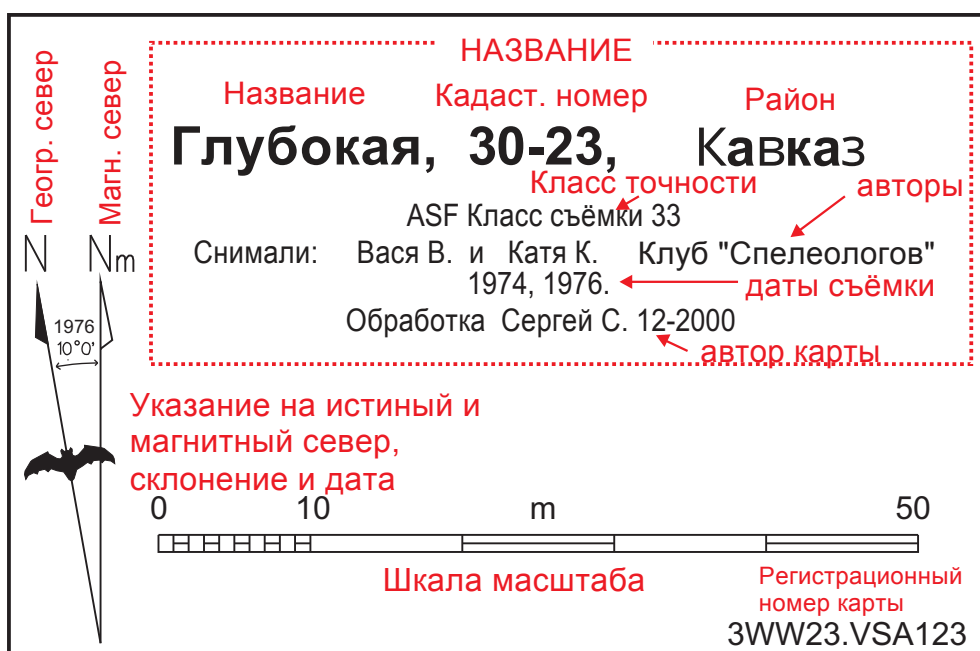 НАЗВАНИЕ
Название Кадаст. номер Район
Глубокая, 30-23, Кавказ
Класс точности авторы
ASF Класс съёмки 33
Снимали: Вася В. и Катя К. Клуб "Спелеологов"
1974, 1976. даты съёмки
Обработка Сергей С. 12-2000
автор карты
Геогр. север
Магн. север
N Nm
1976
10°0'
Указание на истиный и
магнитный север,
склонение и дата
0 10 m 50
Шкала масштаба
Регистрационный
номер карты
3WW23.VSA123